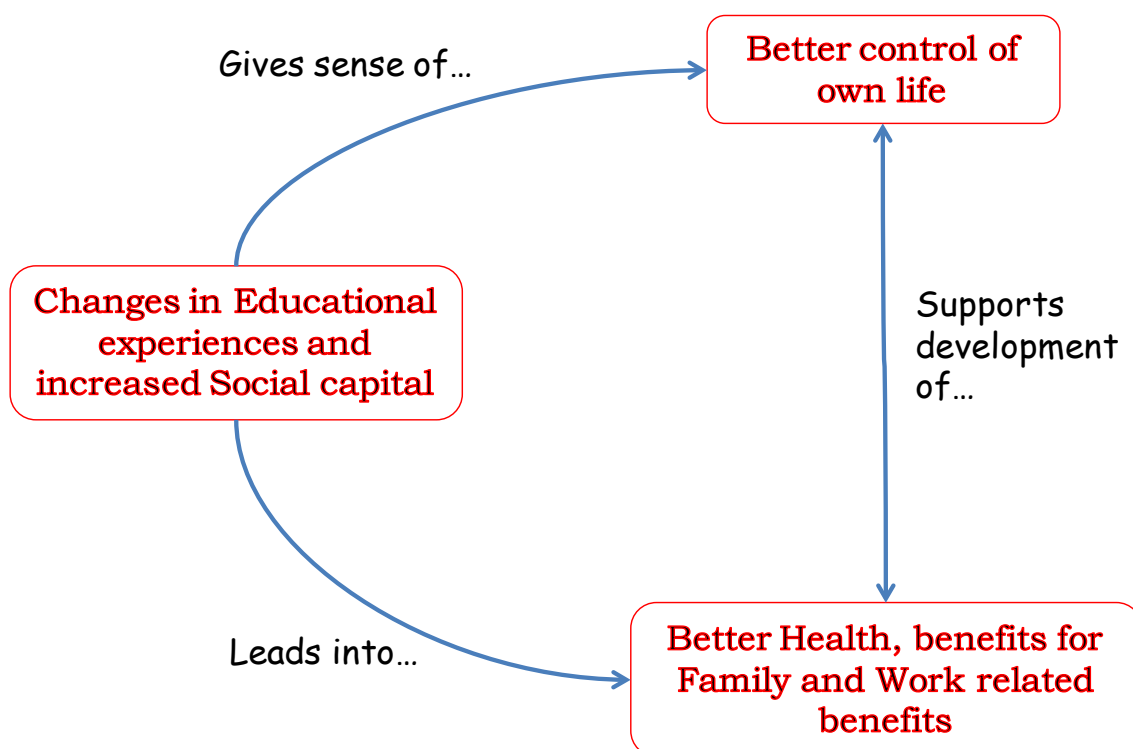 Gives sense of…
Better control of
own life
Changes in Educational
experiences and
increased Social capital
Supports
development
of…
Leads into…
Better Health, benefits for
Family and Work related
benefits